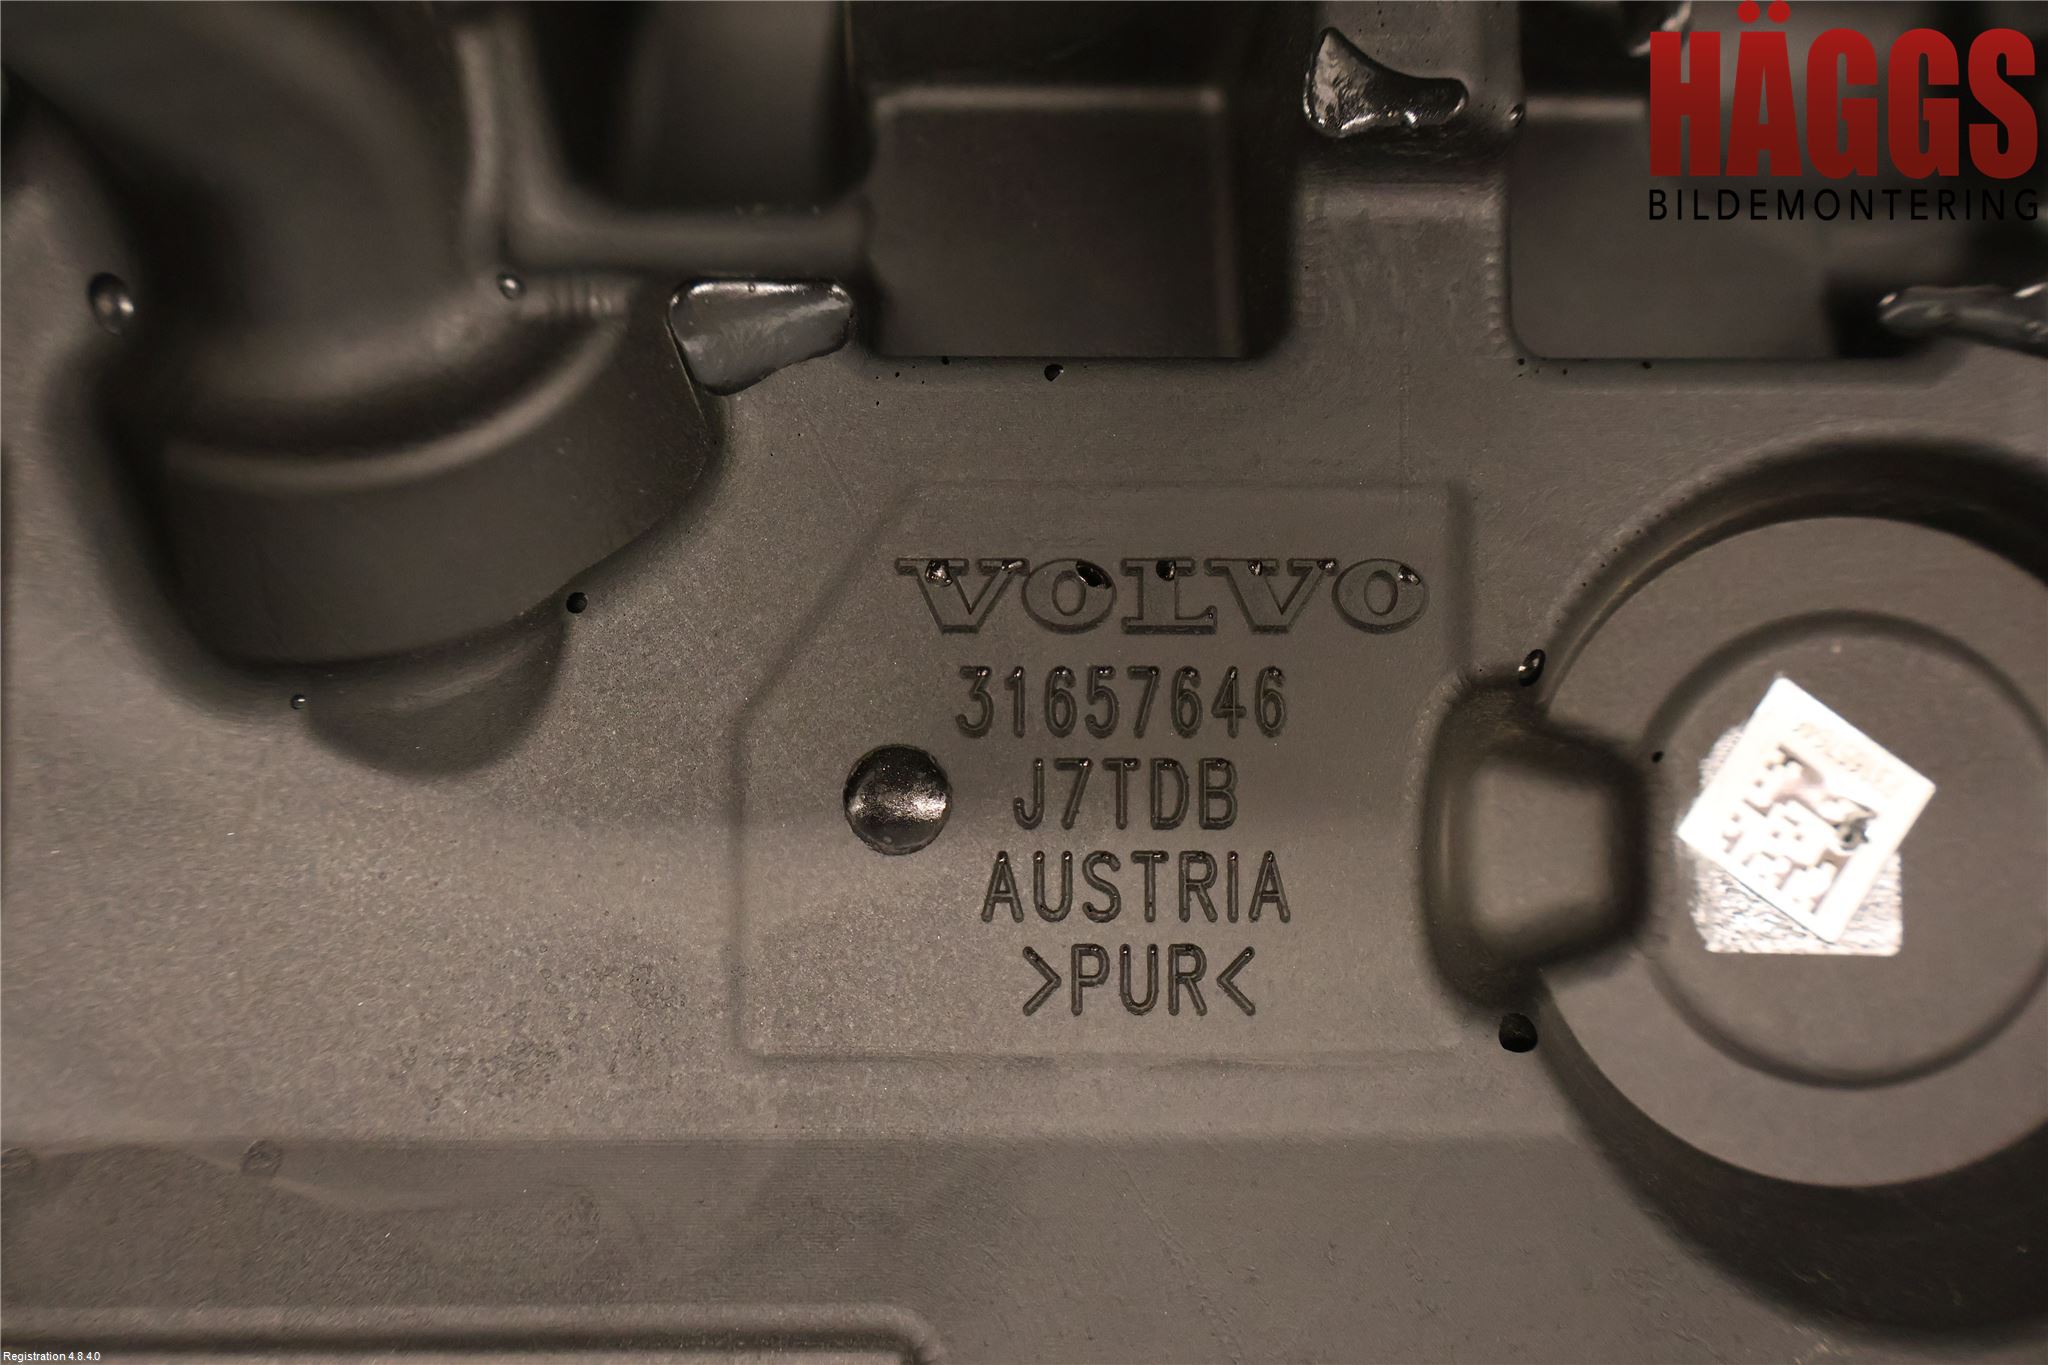 HÄGGS
BILDEMONTERING
VOLVO
31657646
J7TDB
AUSTRIA
>PUR<
Registration 4.8.4.0